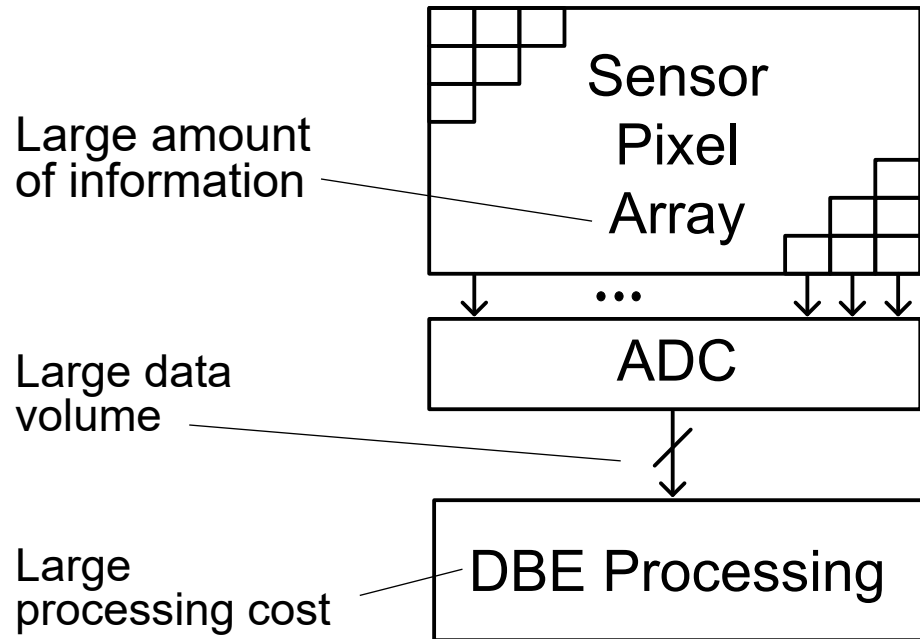 Sensor
Pixel
Array
Large amount
of information
...
ADC
Large data
volume
DBE Processing
Large
processing cost